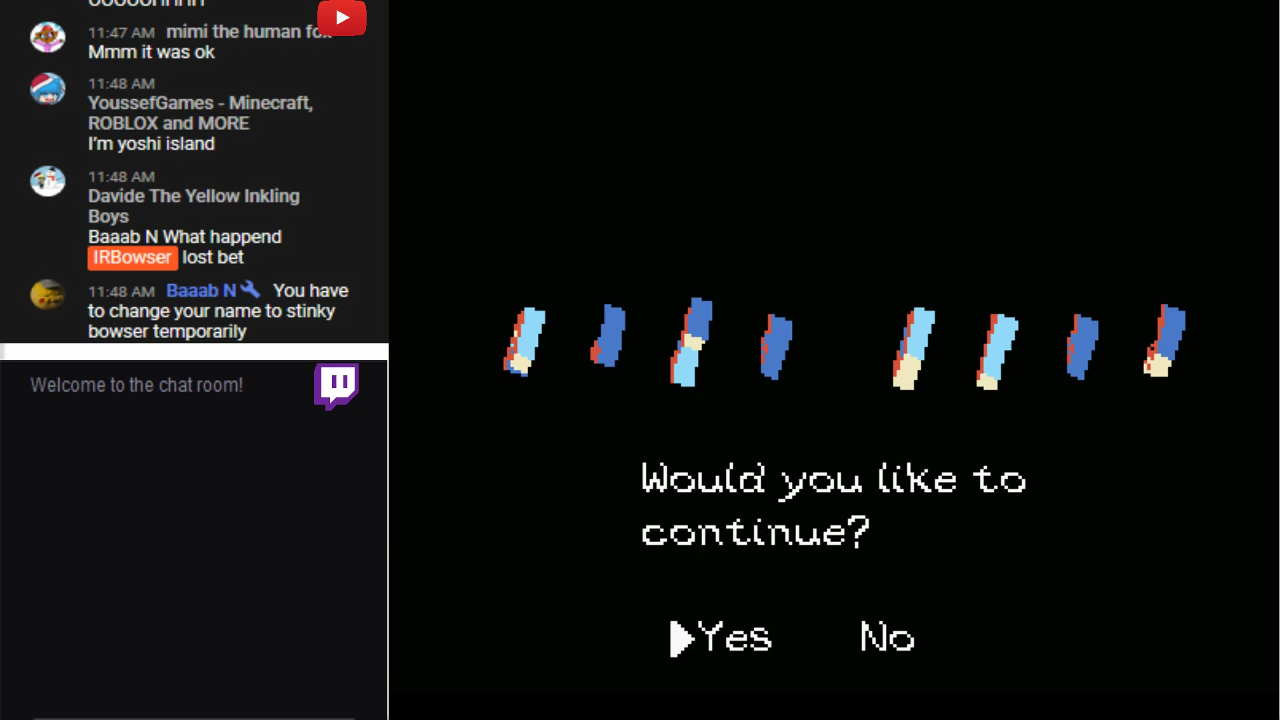 11:47 AM mimi the human fox
Mmm it was ok
11:48 AM
YoussefGames - Minecraft,
ROBLOX and MORE
I'm yoshi island
11:48 AM
Davide The Yellow Inkling
Boys
Baaab N What happend
IRBowser lost bet
11:48 AM Baaab N You have
to change your name to stinky
bowser temporarily
Welcome to the chat room!
Would you like to
continue?
Yes No